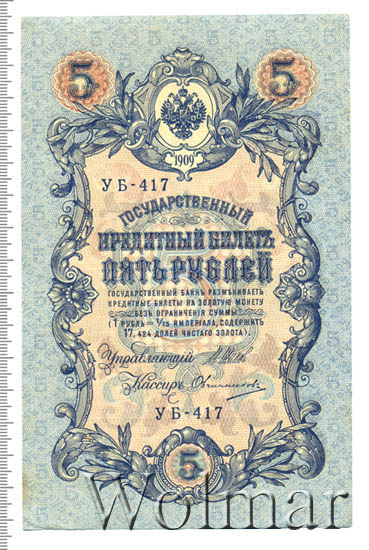 5 5
1909
УБ-417
ГОСУДАРСТВЕННЫЙ
КРЕДИТНЫЙ БИЛЕТЪ
ПЯТЬ РУБЛЕЙ
ГОСУДАРСТВЕННЫЙ БАНКЪ РАЗМѢНИВАЕТЪ
КРЕДИТНЫЕ БИЛЕТЫ НА ЗОЛОТУЮ МОНЕТУ
БЕЗЪ ОГРАНИЧЕНІЯ СУММЫ
(1 РУБЛЬ = 1/15 ИМПЕРІАЛА, СОДЕРЖИТЪ
17,424 ДОЛЕЙ ЧИСТАГО ЗОЛОТА).
Управляющій
Кассиръ
УБ-417
5
Wolmar